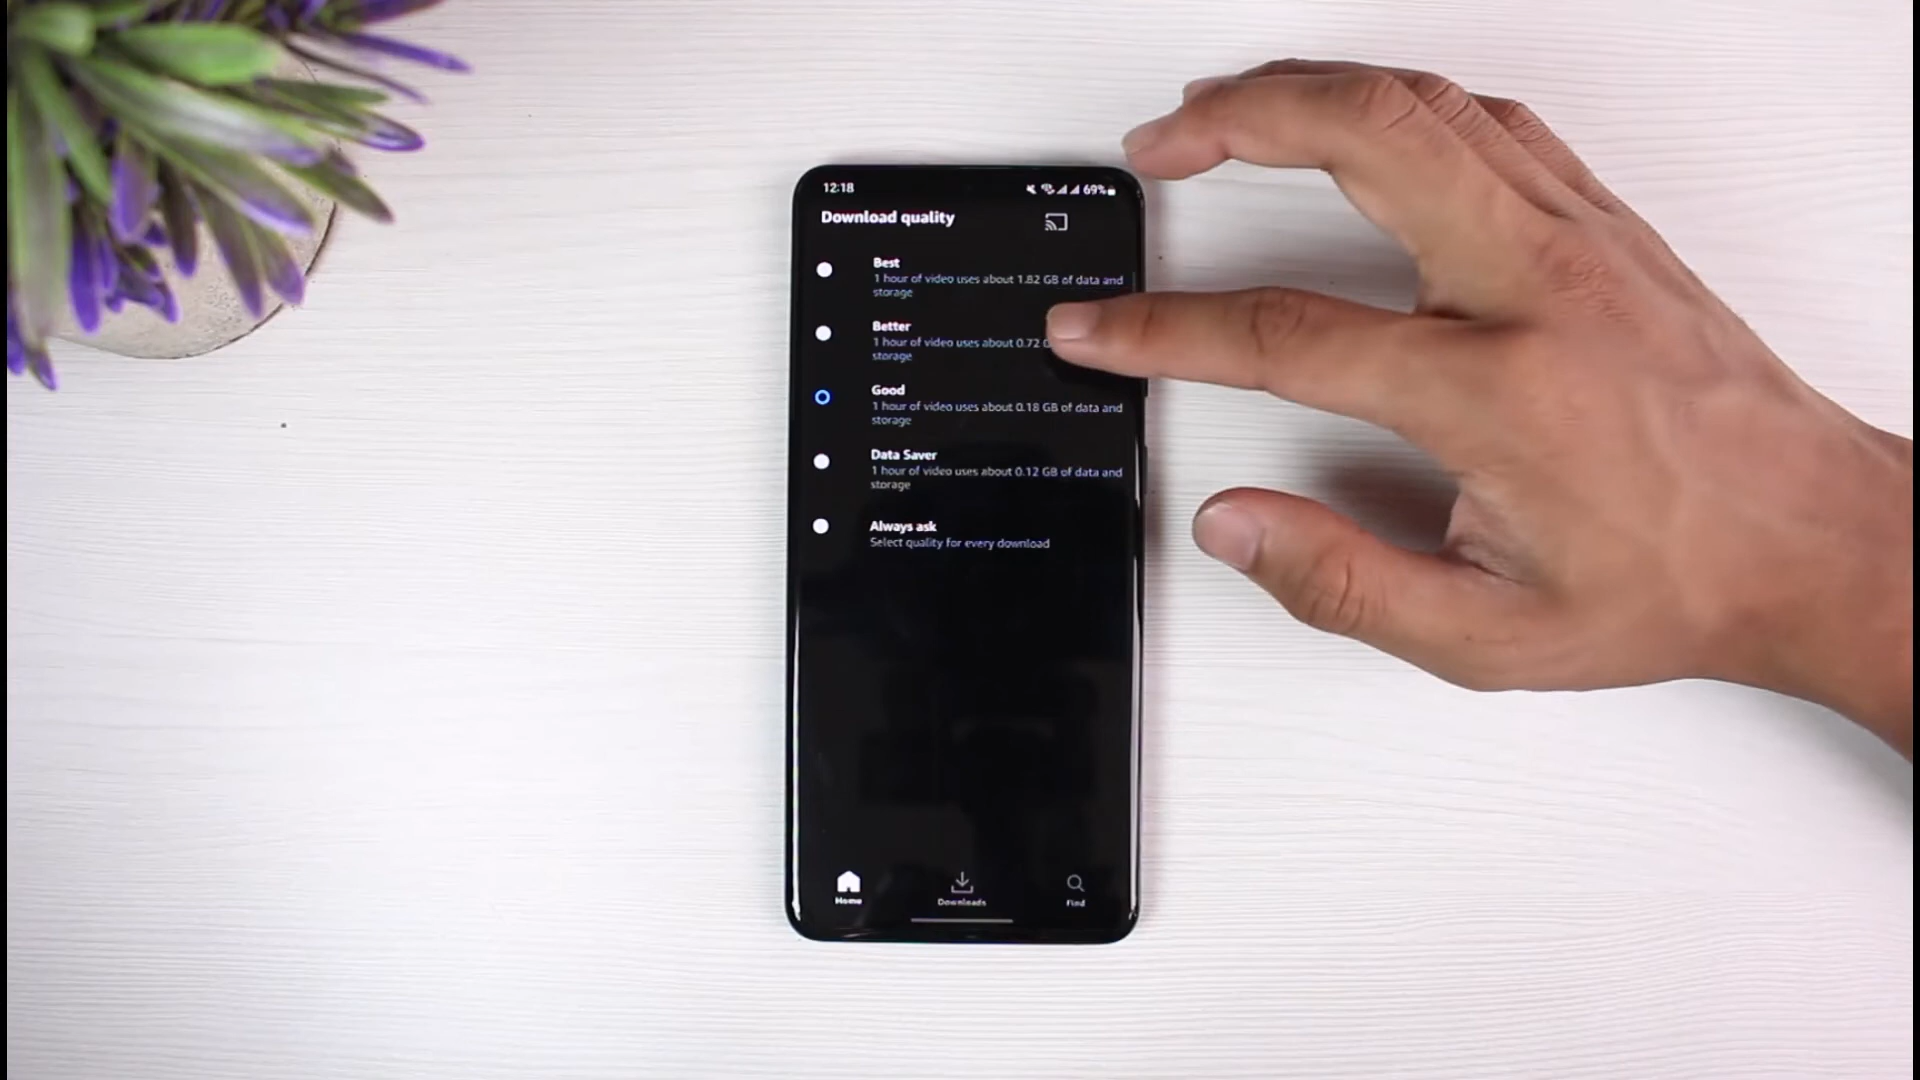 12:18
69%
Download quality
Best
1 hour of video uses about 1.82 GB of data and
storage
Better
1 hour of video uses about 0.72
storage
Good
1 hour of video uses about 0.18 GB of data and
storage
Data Saver
1 hour of video uses about 0.12 GB of data and
storage
Always ask
Select quality for every download
Home
Downloads
Find